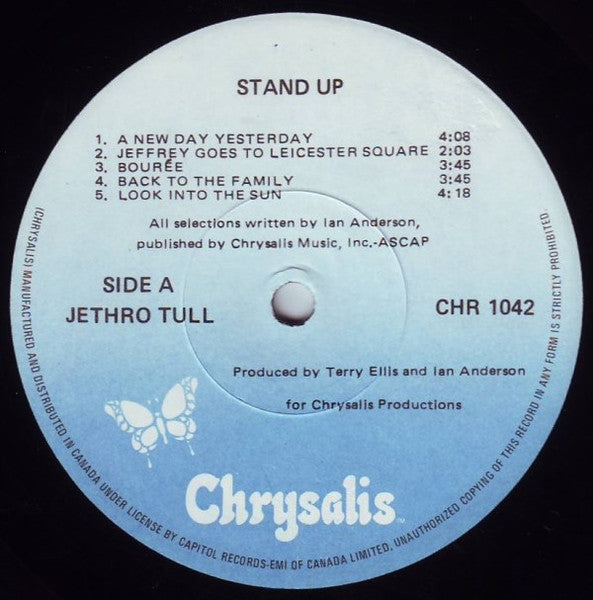 STAND UP
1. A NEW DAY YESTERDAY 4:08
2. JEFFREY GOES TO LEICESTER SQUARE 2:03
3. BOURÉE 3:45
4. BACK TO THE FAMILY 3:45
5. LOOK INTO THE SUN 4:18
All selections written by Ian Anderson,
published by Chrysalis Music, Inc.-ASCAP
SIDE A
JETHRO TULL
CHR 1042
Produced by Terry Ellis and Ian Anderson
for Chrysalis Productions
Chrysalis™
(CHRYSALIS) MANUFACTURED AND DISTRIBUTED IN CANADA UNDER LICENSE BY CAPITOL RECORDS-EMI OF CANADA LIMITED. UNAUTHORIZED COPYING OF THIS RECORD IN ANY FORM IS STRICTLY PROHIBITED.